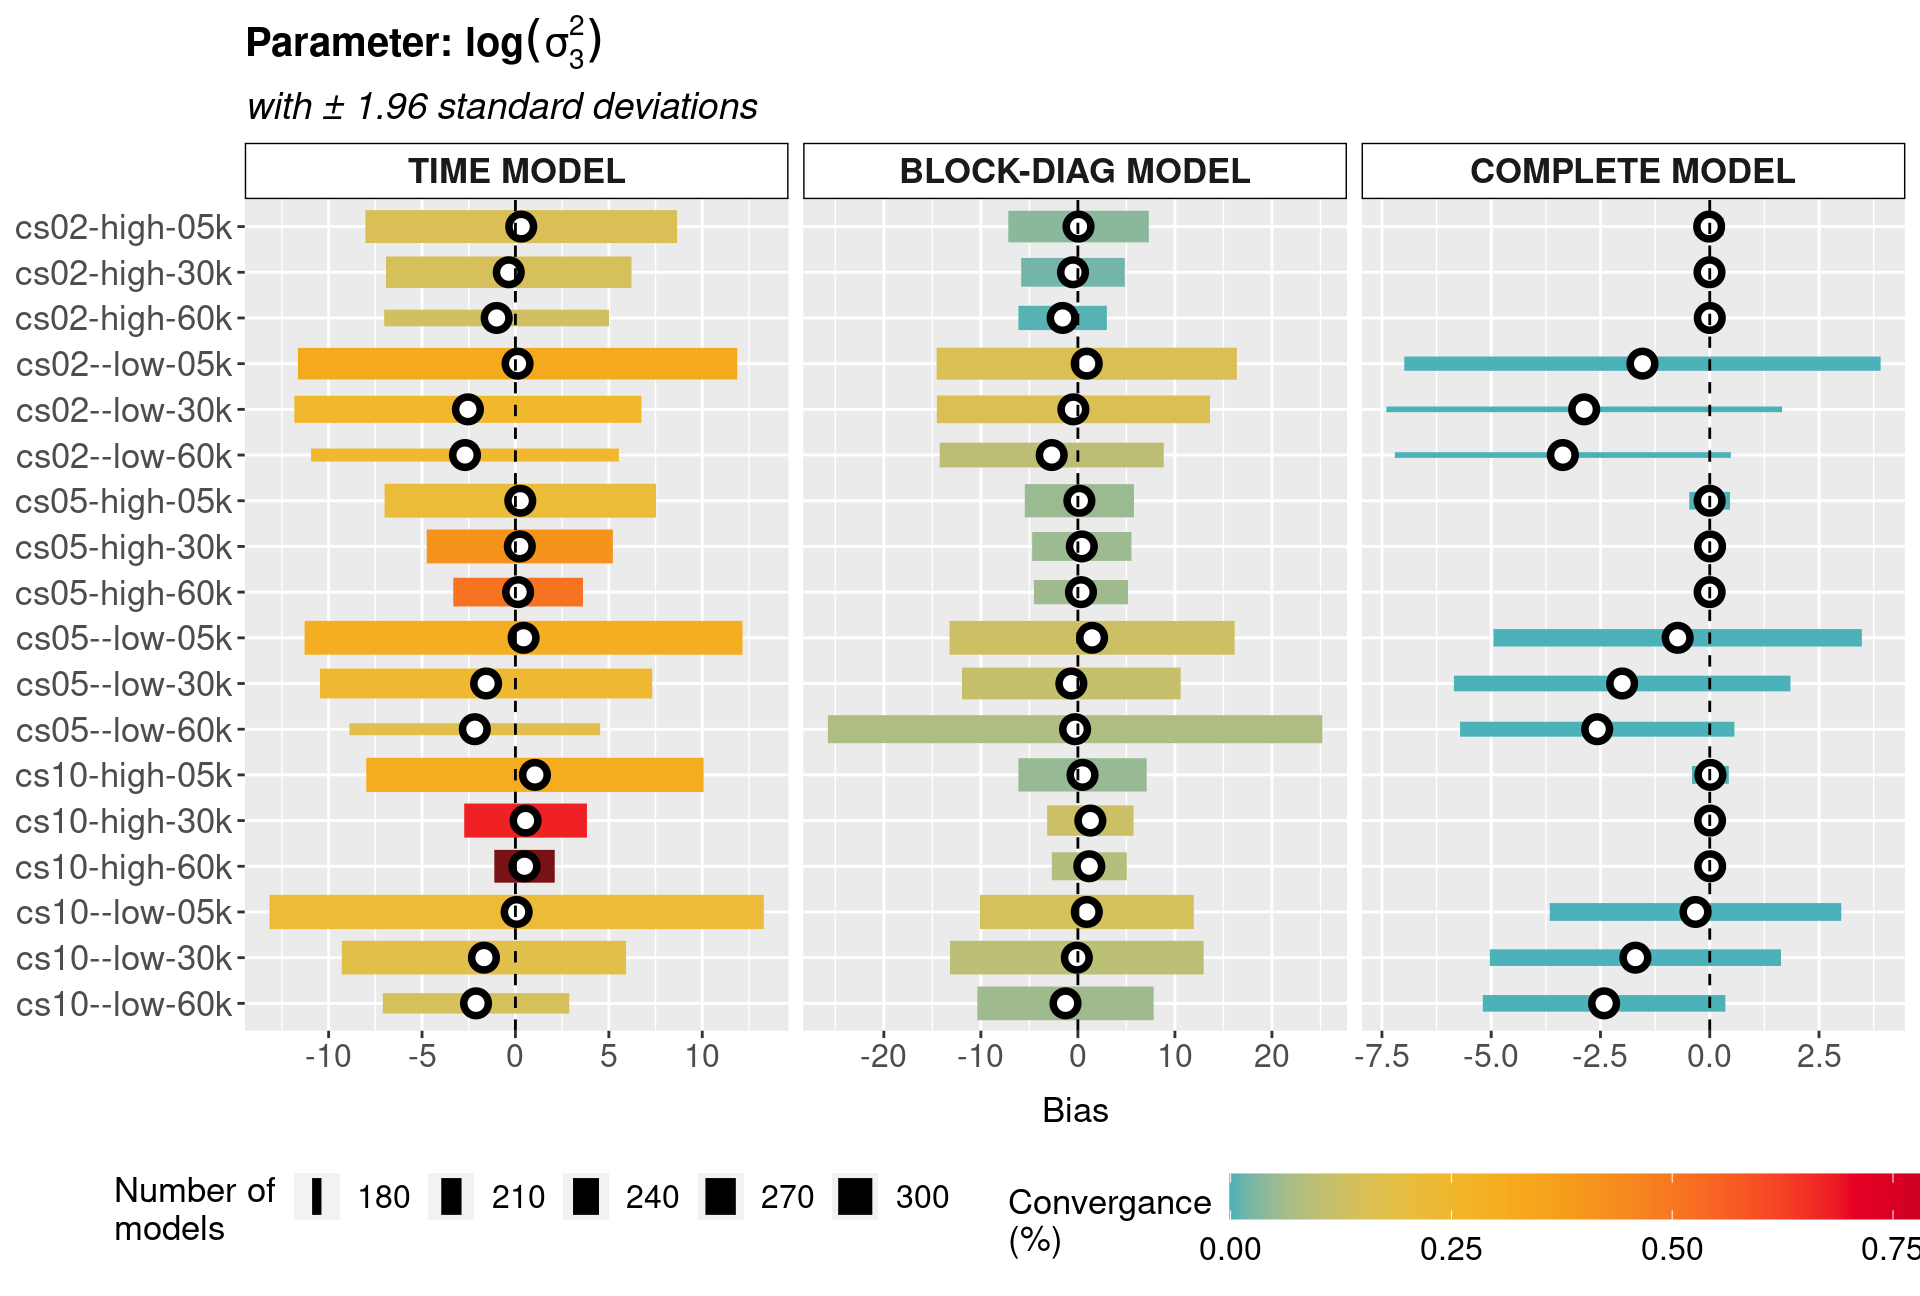 Parameter: log(σ₃²)
with ± 1.96 standard deviations
TIME MODEL BLOCK-DIAG MODEL COMPLETE MODEL
cs02-high-05k
cs02-high-30k
cs02-high-60k
cs02--low-05k
cs02--low-30k
cs02--low-60k
cs05-high-05k
cs05-high-30k
cs05-high-60k
cs05--low-05k
cs05--low-30k
cs05--low-60k
cs10-high-05k
cs10-high-30k
cs10-high-60k
cs10--low-05k
cs10--low-30k
cs10--low-60k
-10 -5 0 5 10 -20 -10 0 10 20 -7.5 -5.0 -2.5 0.0 2.5
Bias
Number of
models
180 210 240 270 300
Convergance
(%)
0.00 0.25 0.50 0.75